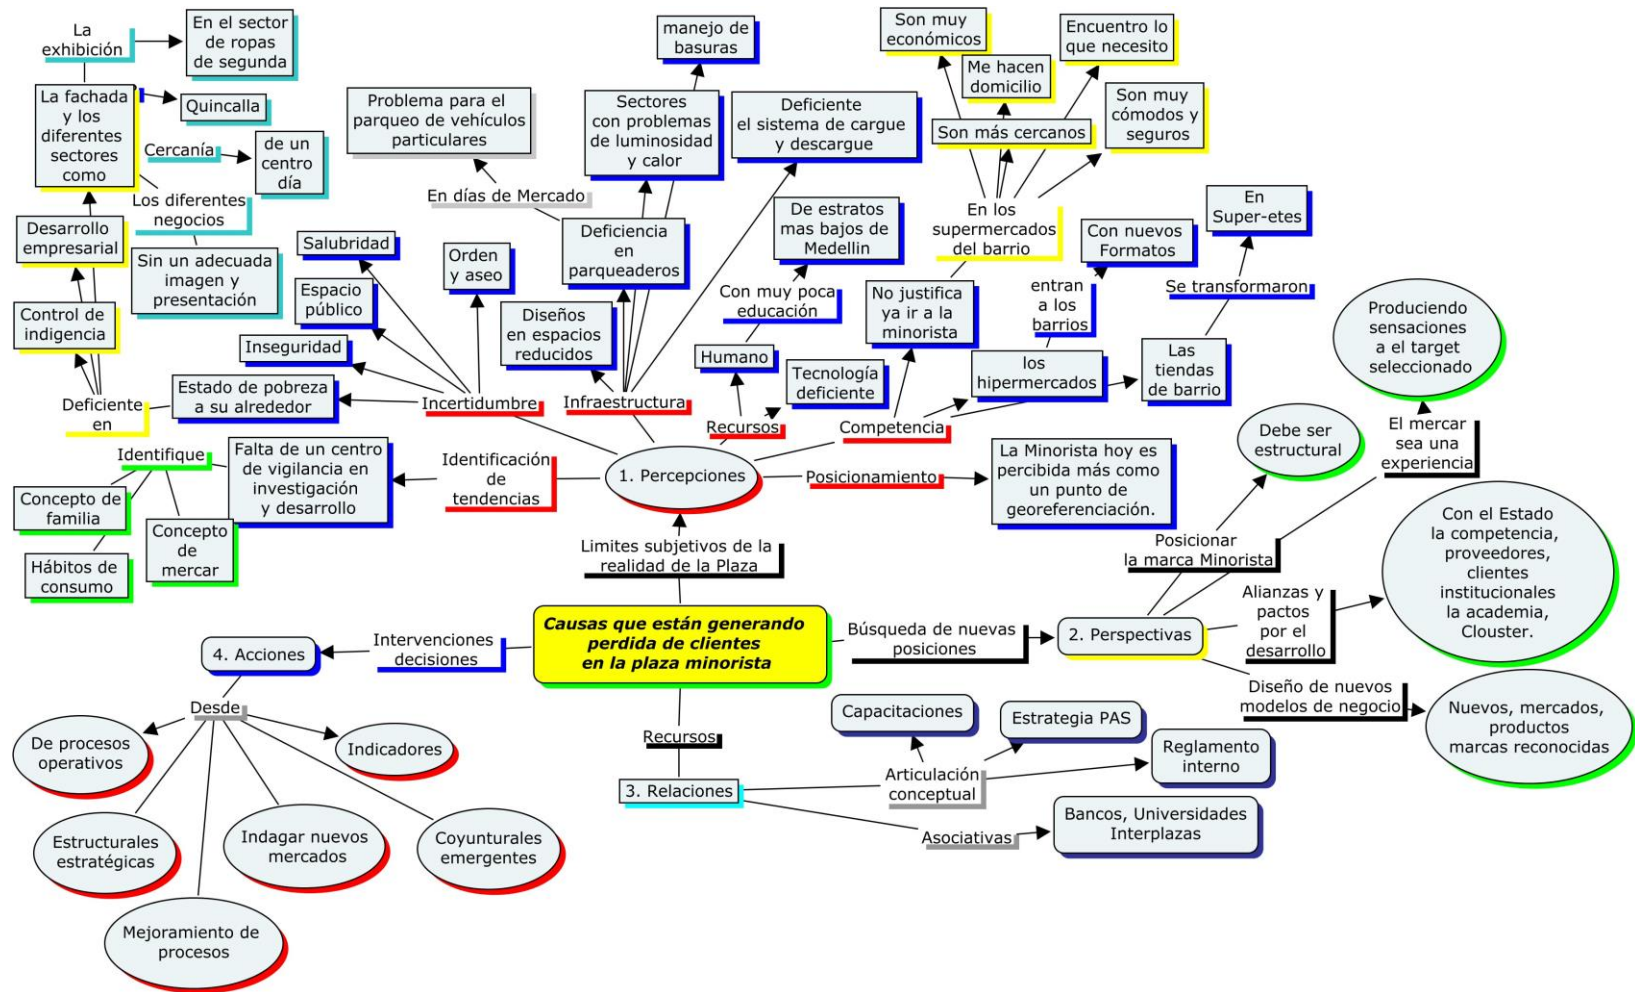 La
exhibición
En el sector
de ropas
de segunda
La fachada
y los
diferentes
sectores
como
Quincalla
Cercanía
de un
centro
día
Los diferentes
negocios
Sin un adecuada
imagen y
presentación
Desarrollo
empresarial
Control de
indigencia
Deficiente
en
Estado de pobreza
a su alrededor
Inseguridad
Espacio
público
Salubridad
Orden
y aseo
Incertidumbre
Problema para el
parqueo de vehículos
particulares
En días de Mercado
manejo de
basuras
Sectores
con problemas
de luminosidad
y calor
Deficiente
el sistema de cargue
y descargue
Deficiencia
en
parqueaderos
Diseños
en espacios
reducidos
Infraestructura
De estratos
mas bajos de
Medellin
Con muy poca
educación
Humano
Tecnología
deficiente
Recursos
Son muy
económicos
Encuentro lo
que necesito
Me hacen
domicilio
Son más cercanos
Son muy
cómodos y
seguros
En los
supermercados
del barrio
No justifica
ya ir a la
minorista
Con nuevos
Formatos
entran
a los
barrios
los
hipermercados
En
Super-etes
Se transformaron
Las
tiendas
de barrio
Competencia
Identifique
Concepto de
familia
Hábitos de
consumo
Concepto
de
mercar
Falta de un centro
de vigilancia en
investigación
y desarrollo
Identificación
de
tendencias
1. Percepciones
Posicionamiento
La Minorista hoy es
percibida más como
un punto de
georeferenciación.
Limites subjetivos de la
realidad de la Plaza
Causas que están generando
perdida de clientes
en la plaza minorista
Búsqueda de nuevas
posiciones
2. Perspectivas
Posicionar
la marca Minorista
Debe ser
estructural
El mercar
sea una
experiencia
Produciendo
sensaciones
a el target
seleccionado
Alianzas y
pactos
por el
desarrollo
Con el Estado
la competencia,
proveedores,
clientes
institucionales
la academia,
Clouster.
Diseño de nuevos
modelos de negocio
Nuevos, mercados,
productos
marcas reconocidas
Recursos
3. Relaciones
Articulación
conceptual
Capacitaciones
Estrategia PAS
Reglamento
interno
Asociativas
Bancos, Universidades
Interplazas
Intervenciones
decisiones
4. Acciones
Desde
De procesos
operativos
Estructurales
estratégicas
Mejoramiento de
procesos
Indagar nuevos
mercados
Coyunturales
emergentes
Indicadores